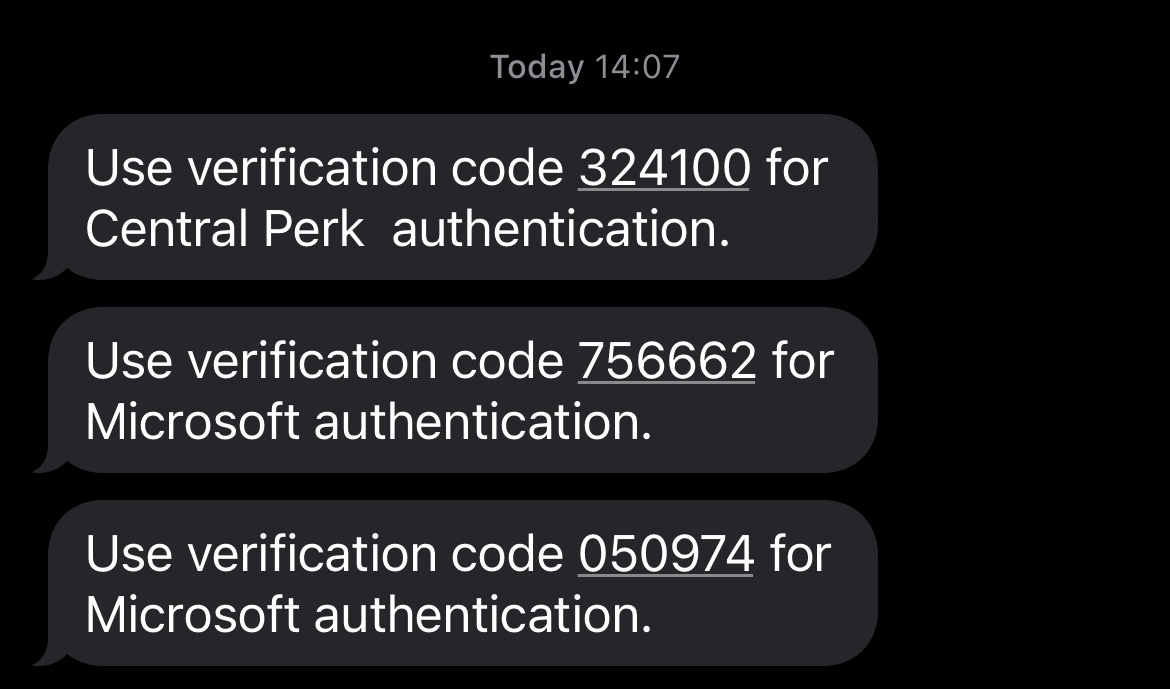 Today 14:07
Use verification code 324100 for
Central Perk  authentication.
Use verification code 756662 for
Microsoft authentication.
Use verification code 050974 for
Microsoft authentication.